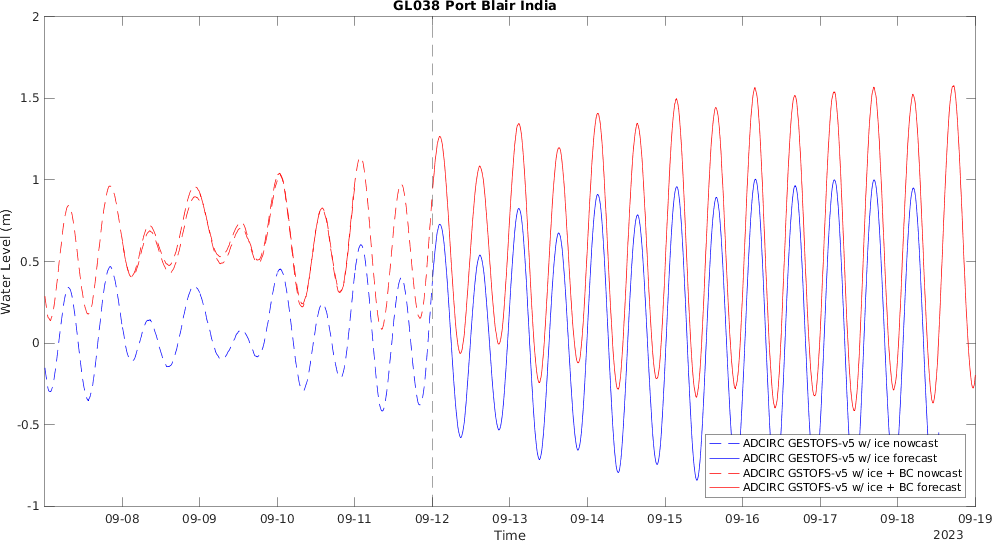 GL038 Port Blair India
2
1.5
1
0.5
0
-0.5
-1
Water Level (m)
09-08
09-09
09-10
09-11
09-12
09-13
09-14
09-15
09-16
09-17
09-18
09-19
2023
Time
ADCIRC GESTOFS-v5 w/ ice nowcast
ADCIRC GESTOFS-v5 w/ ice forecast
ADCIRC GSTOFS-v5 w/ ice + BC nowcast
ADCIRC GSTOFS-v5 w/ ice + BC forecast